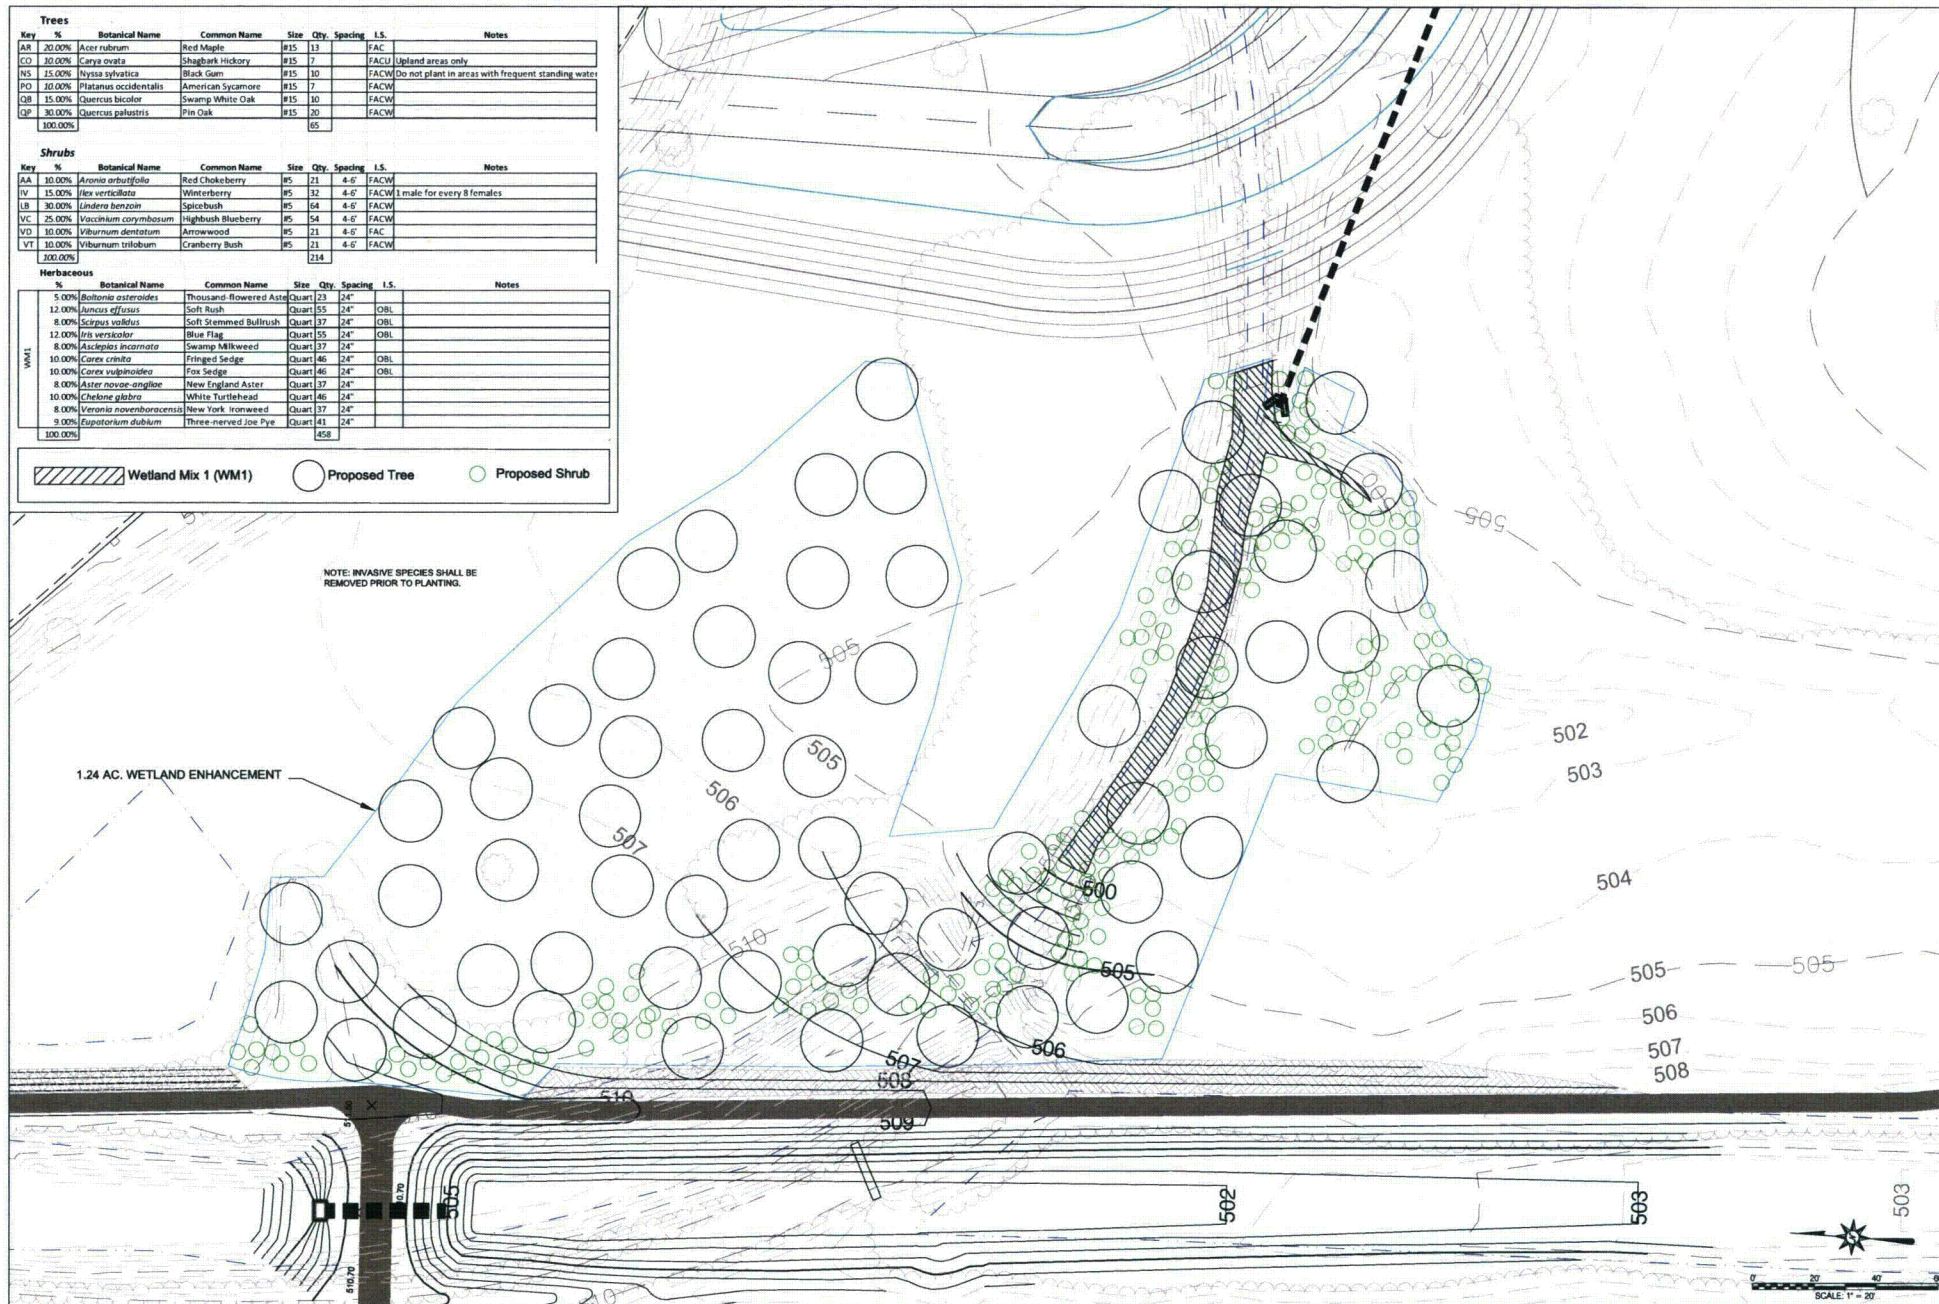 Trees
Key % Botanical Name Common Name Size Qty. Spacing I.S. Notes
AR 20.00% Acer rubrum Red Maple #15 13 FAC
CO 10.00% Carya ovata Shagbark Hickory #15 7 FACU Upland areas only
NS 15.00% Nyssa sylvatica Black Gum #15 10 FACW Do not plant in areas with frequent standing water
PO 10.00% Platanus occidentalis American Sycamore #15 7 FACW
QB 15.00% Quercus bicolor Swamp White Oak #15 10 FACW
QP 30.00% Quercus palustris Pin Oak #15 20 FACW
100.00% 65
Shrubs
Key % Botanical Name Common Name Size Qty. Spacing I.S. Notes
AA 10.00% Aronia arbutifolia Red Chokeberry #5 21 4-6' FACW
IV 15.00% Ilex verticillata Winterberry #5 32 4-6' FACW 1 male for every 8 females
LB 30.00% Lindera benzoin Spicebush #5 64 4-6' FACW
VC 25.00% Vaccinium corymbosum Highbush Blueberry #5 54 4-6' FACW
VD 10.00% Viburnum dentatum Arrowwood #5 21 4-6' FAC
VT 10.00% Viburnum trilobum Cranberry Bush #5 21 4-6' FACW
100.00% 214
Herbaceous
% Botanical Name Common Name Size Qty. Spacing I.S. Notes
WM1
5.00% Boltonia asteroides Thousand-flowered Aste Quart 23 24"
12.00% Juncus effusus Soft Rush Quart 55 24" OBL
8.00% Scirpus validus Soft Stemmed Bullrush Quart 37 24" OBL
12.00% Iris versicolor Blue Flag Quart 55 24" OBL
8.00% Asclepias incarnata Swamp Milkweed Quart 37 24"
10.00% Carex crinita Fringed Sedge Quart 46 24" OBL
10.00% Carex vulpinoidea Fox Sedge Quart 46 24" OBL
8.00% Aster novae-angliae New England Aster Quart 37 24"
10.00% Chelone glabra White Turtlehead Quart 46 24"
8.00% Veronia novenboracensis New York Ironweed Quart 37 24"
9.00% Eupatorium dubium Three-nerved Joe Pye Quart 41 24"
100.00% 458
Wetland Mix 1 (WM1) Proposed Tree Proposed Shrub
NOTE: INVASIVE SPECIES SHALL BE
REMOVED PRIOR TO PLANTING.
500
505
505
502
503
505
506
1.24 AC. WETLAND ENHANCEMENT
507
504
500
510
505
505
505
506
506
507
507
508
508
510
509
510.70
505
502
503
503
510
0' 20' 40'
SCALE: 1" = 20'